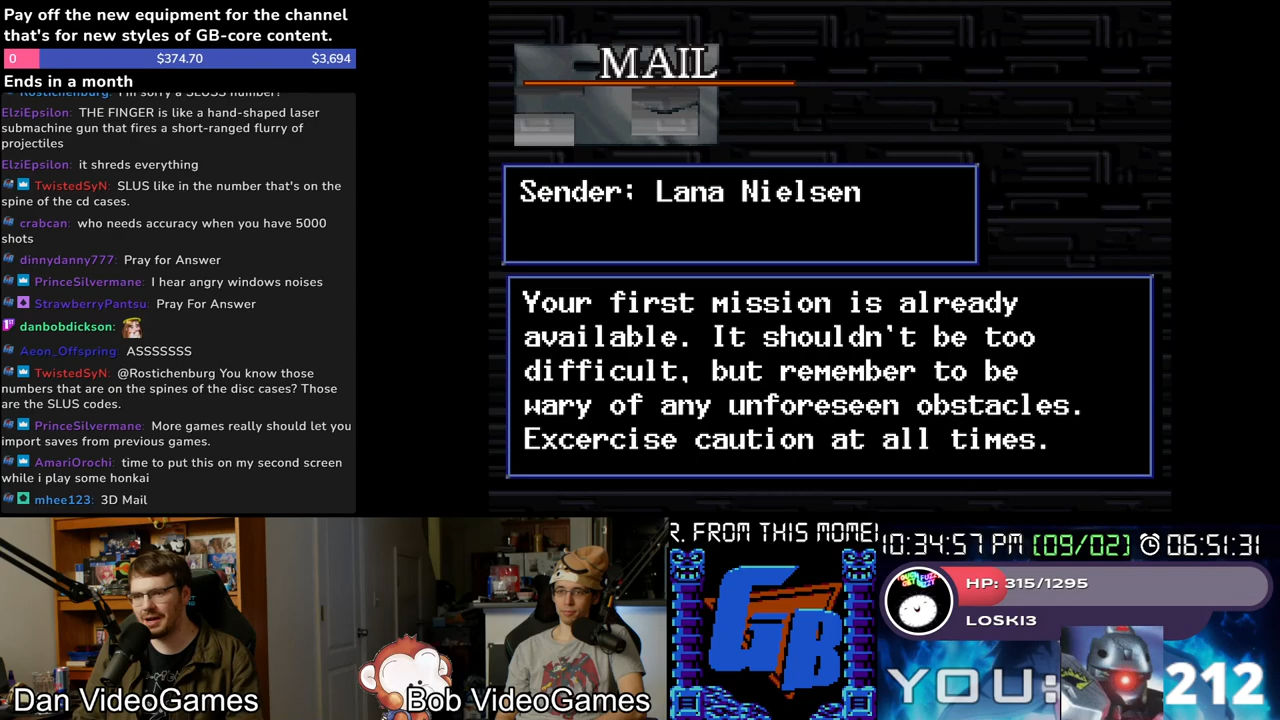 Pay off the new equipment for the channel
that's for new styles of GB-core content.
0 $374.70 $3,694
Ends in a month
Rostichenburg: I'm sorry a SLUSS number?
ElziEpsilon: THE FINGER is like a hand-shaped laser
submachine gun that fires a short-ranged flurry of
projectiles
ElziEpsilon: it shreds everything
TwistedSyN: SLUS like in the number that's on the
spine of the cd cases.
crabcan: who needs accuracy when you have 5000
shots
dinnydanny777: Pray for Answer
PrinceSilvermane: I hear angry windows noises
StrawberryPantsu: Pray For Answer
danbobdickson:
Aeon_Offspring: ASSSSSSS
TwistedSyN: @Rostichenburg You know those
numbers that are on the spines of the disc cases? Those
are the SLUS codes.
PrinceSilvermane: More games really should let you
import saves from previous games.
AmariOrochi: time to put this on my second screen
while i play some honkai
mhee123: 3D Mail
MAIL
Sender: Lana Nielsen
Your first mission is already
available. It shouldn't be too
difficult, but remember to be
wary of any unforeseen obstacles.
Excercise caution at all times.
Dan VideoGames
Bob VideoGames
R. FROM THIS MOME
GB
10:34:57 PM [09/02] 06:51:31
HP: 315/1295
LOSKI3
YOU: 212